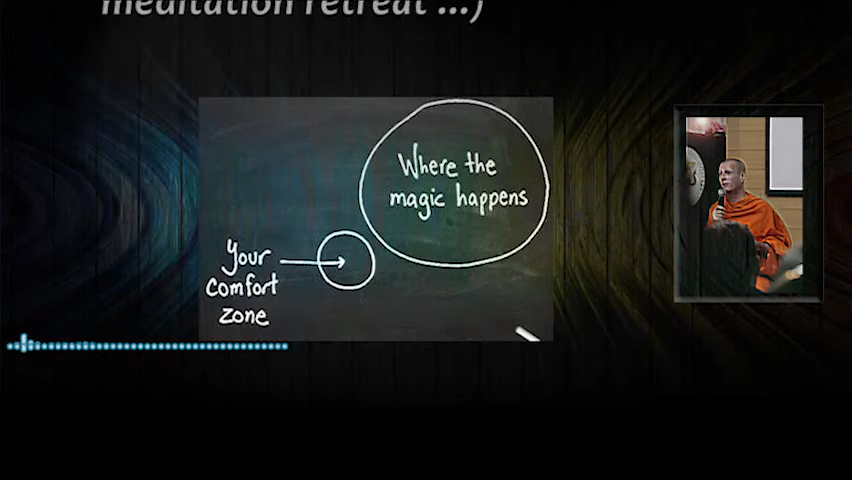 meditation retreat ...)
Where the
magic happens
Your
comfort
zone